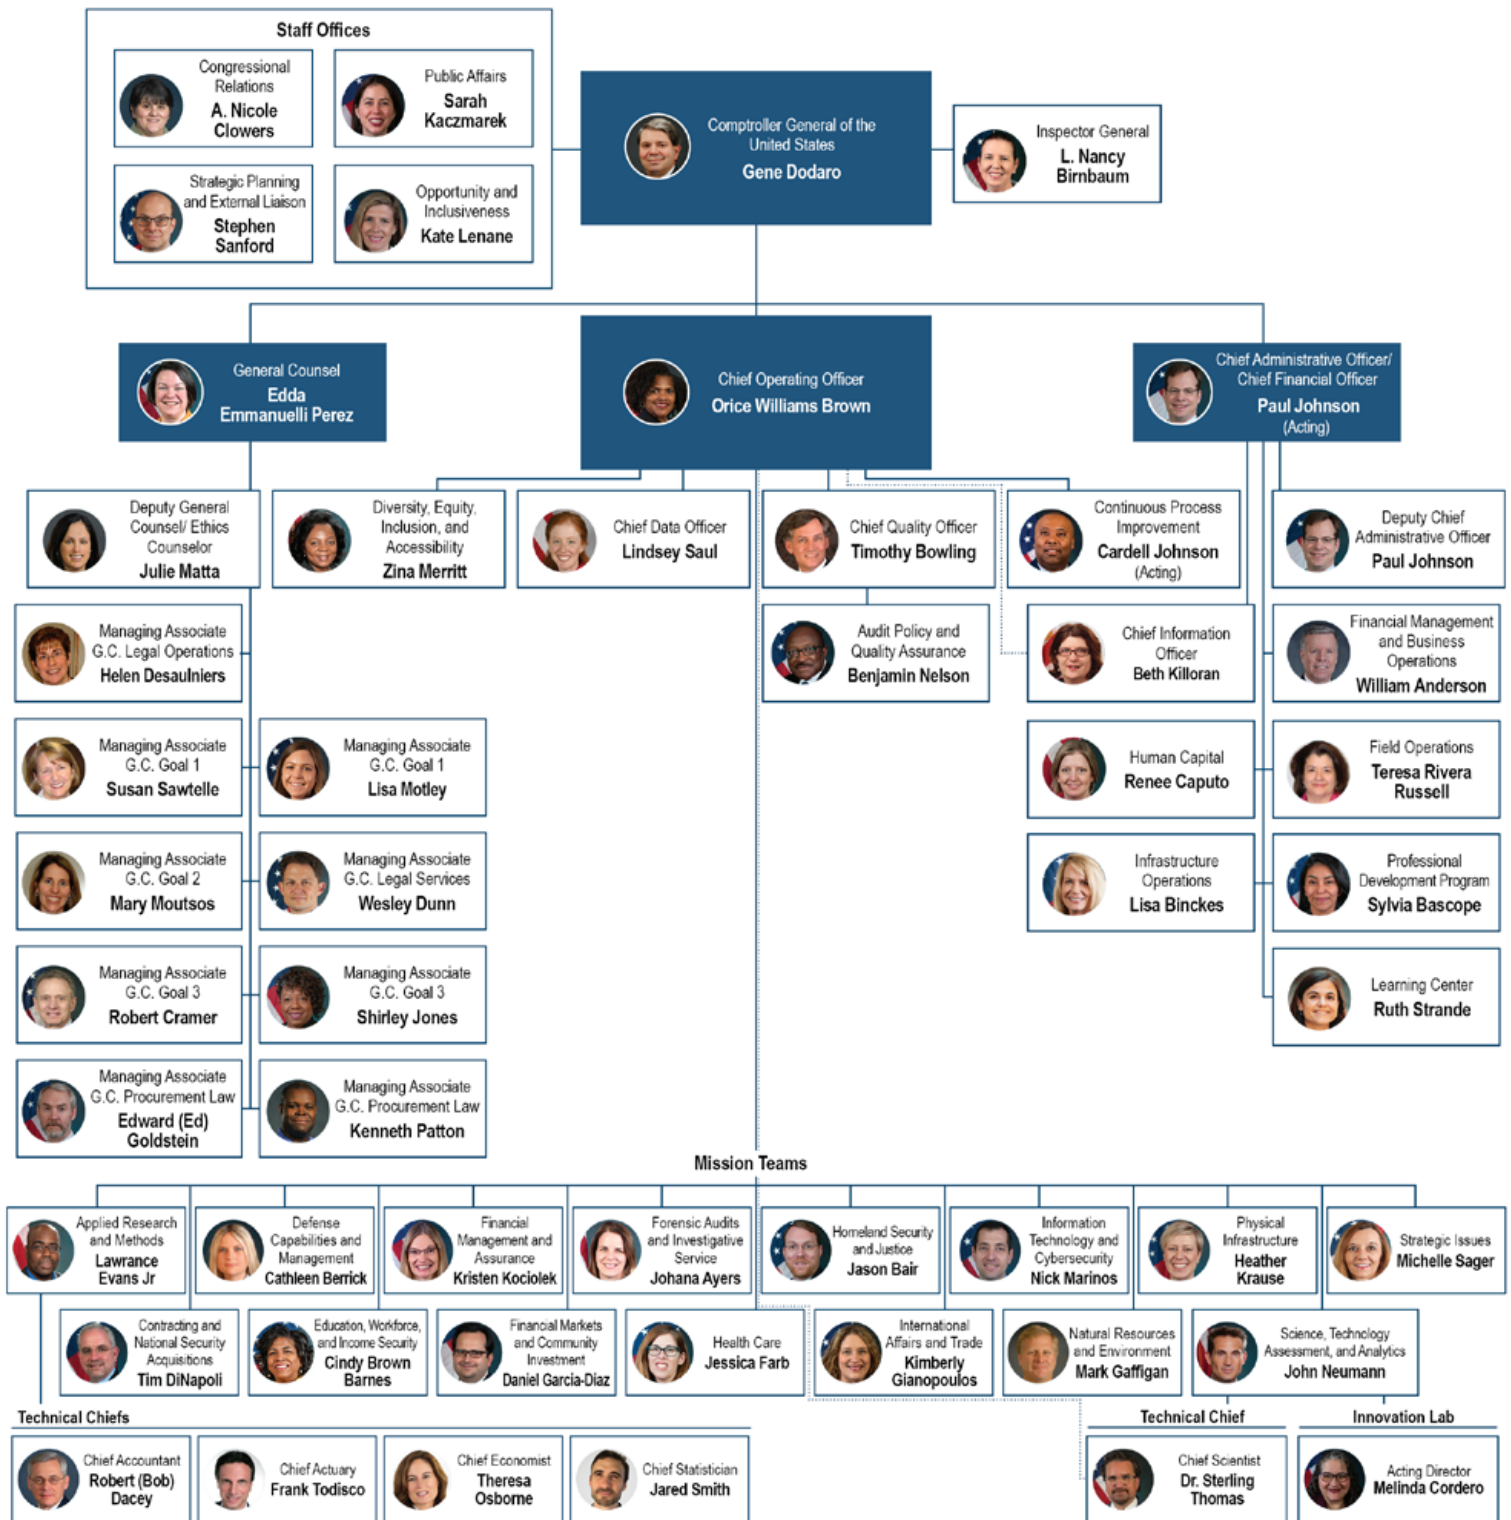 Staff Offices
Congressional
Relations
A. Nicole
Clowers
Public Affairs
Sarah
Kaczmarek
Strategic Planning
and External Liaison
Stephen
Sanford
Opportunity and
Inclusiveness
Kate Lenane
Comptroller General of the
United States
Gene Dodaro
Inspector General
L. Nancy
Birnbaum
General Counsel
Edda
Emmanuelli Perez
Chief Operating Officer
Orice Williams Brown
Chief Administrative Officer/
Chief Financial Officer
Paul Johnson
(Acting)
Deputy General
Counsel/ Ethics
Counselor
Julie Matta
Diversity, Equity,
Inclusion, and
Accessibility
Zina Merritt
Chief Data Officer
Lindsey Saul
Chief Quality Officer
Timothy Bowling
Continuous Process
Improvement
Cardell Johnson
(Acting)
Deputy Chief
Administrative Officer
Paul Johnson
Managing Associate
G.C. Legal Operations
Helen Desaulniers
Audit Policy and
Quality Assurance
Benjamin Nelson
Chief Information
Officer
Beth Killoran
Financial Management
and Business
Operations
William Anderson
Managing Associate
G.C. Goal 1
Susan Sawtelle
Managing Associate
G.C. Goal 1
Lisa Motley
Human Capital
Renee Caputo
Field Operations
Teresa Rivera
Russell
Managing Associate
G.C. Goal 2
Mary Moutsos
Managing Associate
G.C. Legal Services
Wesley Dunn
Infrastructure
Operations
Lisa Binckes
Professional
Development Program
Sylvia Bascope
Managing Associate
G.C. Goal 3
Robert Cramer
Managing Associate
G.C. Goal 3
Shirley Jones
Learning Center
Ruth Strande
Managing Associate
G.C. Procurement Law
Edward (Ed)
Goldstein
Managing Associate
G.C. Procurement Law
Kenneth Patton
Mission Teams
Applied Research
and Methods
Lawrance
Evans Jr
Defense
Capabilities and
Management
Cathleen Berrick
Financial
Management and
Assurance
Kristen Kociolek
Forensic Audits
and Investigative
Service
Johana Ayers
Homeland Security
and Justice
Jason Bair
Information
Technology and
Cybersecurity
Nick Marinos
Physical
Infrastructure
Heather
Krause
Strategic Issues
Michelle Sager
Contracting and
National Security
Acquisitions
Tim DiNapoli
Education, Workforce,
and Income Security
Cindy Brown
Barnes
Financial Markets
and Community
Investment
Daniel Garcia-Diaz
Health Care
Jessica Farb
International
Affairs and Trade
Kimberly
Gianopoulos
Natural Resources
and Environment
Mark Gaffigan
Science, Technology
Assessment, and Analytics
John Neumann
Technical Chiefs
Technical Chief
Innovation Lab
Chief Accountant
Robert (Bob)
Dacey
Chief Actuary
Frank Todisco
Chief Economist
Theresa
Osborne
Chief Statistician
Jared Smith
Chief Scientist
Dr. Sterling
Thomas
Acting Director
Melinda Cordero